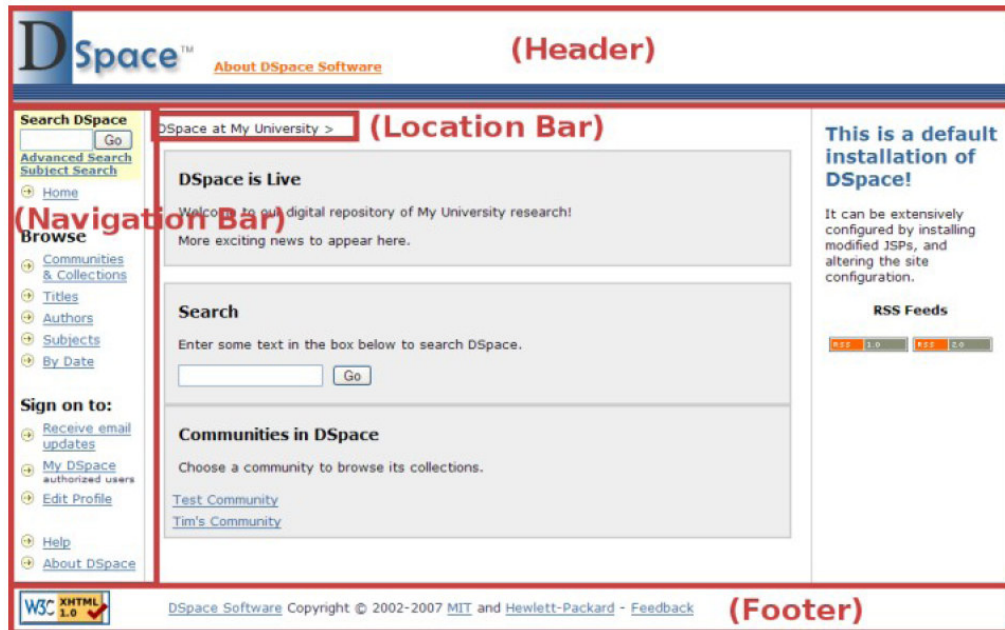 DSpace™
About DSpace Software
(Header)
Search DSpace
Go
Advanced Search
Subject Search
Home
(Navigation Bar)
Browse
Communities
& Collections
Titles
Authors
Subjects
By Date
Sign on to:
Receive email
updates
My DSpace
authorized users
Edit Profile
Help
About DSpace
DSpace at My University >
(Location Bar)
DSpace is Live
Welcome to our digital repository of My University research!
More exciting news to appear here.
Search
Enter some text in the box below to search DSpace.
Go
Communities in DSpace
Choose a community to browse its collections.
Test Community
Tim's Community
This is a default
installation of
DSpace!
It can be extensively
configured by installing
modified JSPs, and
altering the site
configuration.
RSS Feeds
RSS 1.0 RSS 2.0
W3C XHTML 1.0
DSpace Software Copyright © 2002-2007 MIT and Hewlett-Packard - Feedback
(Footer)